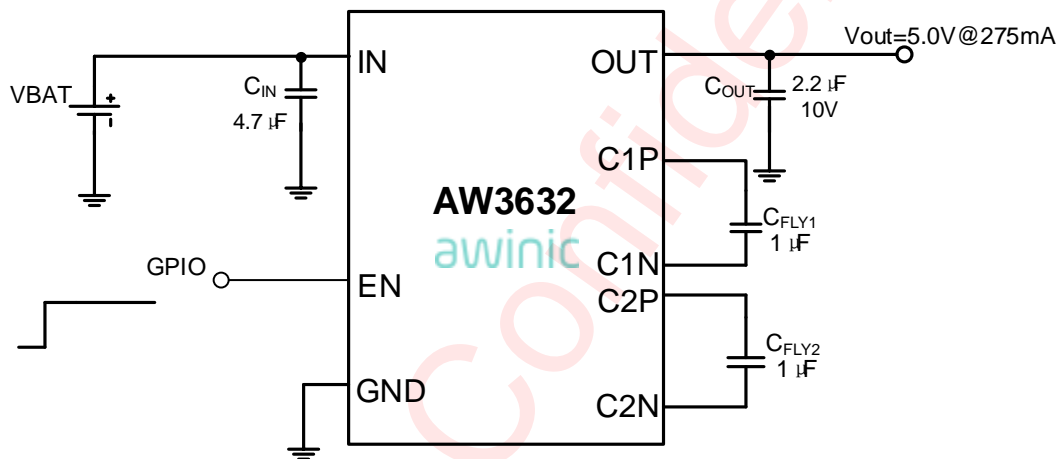 Vout=5.0V@275mA
IN
OUT
VBAT
+
CIN
4.7 μF
COUT
2.2 μF
10V
C1P
AW3632
awinic
CFLY1
1 μF
C1N
GPIO
EN
C2P
CFLY2
1 μF
GND
C2N
Confide